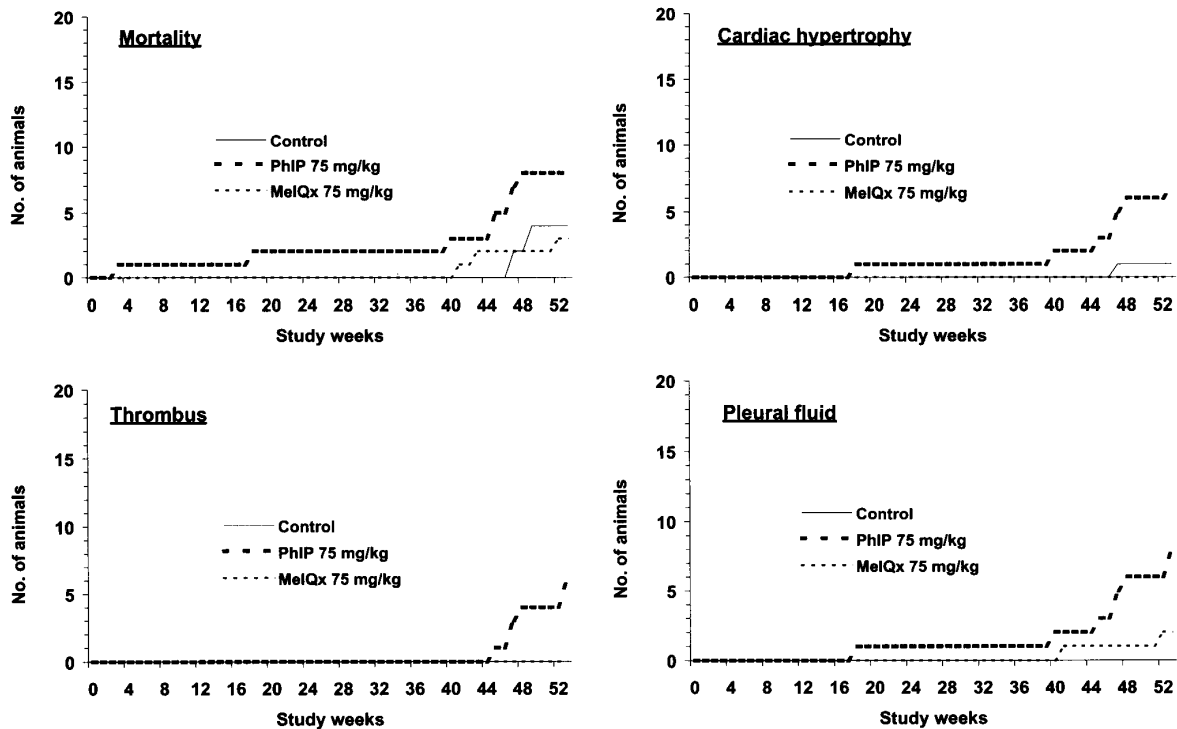 Mortality
No. of animals
20
15
10
5
0
Control
PhIP 75 mg/kg
MeIQx 75 mg/kg
0 4 8 12 16 20 24 28 32 36 40 44 48 52
Study weeks
Cardiac hypertrophy
No. of animals
20
15
10
5
0
Control
PhIP 75 mg/kg
MeIQx 75 mg/kg
0 4 8 12 16 20 24 28 32 36 40 44 48 52
Study weeks
Thrombus
No. of animals
20
15
10
5
0
Control
PhIP 75 mg/kg
MeIQx 75 mg/kg
0 4 8 12 16 20 24 28 32 36 40 44 48 52
Study weeks
Pleural fluid
No. of animals
20
15
10
5
0
Control
PhIP 75 mg/kg
MeIQx 75 mg/kg
0 4 8 12 16 20 24 28 32 36 40 44 48 52
Study weeks